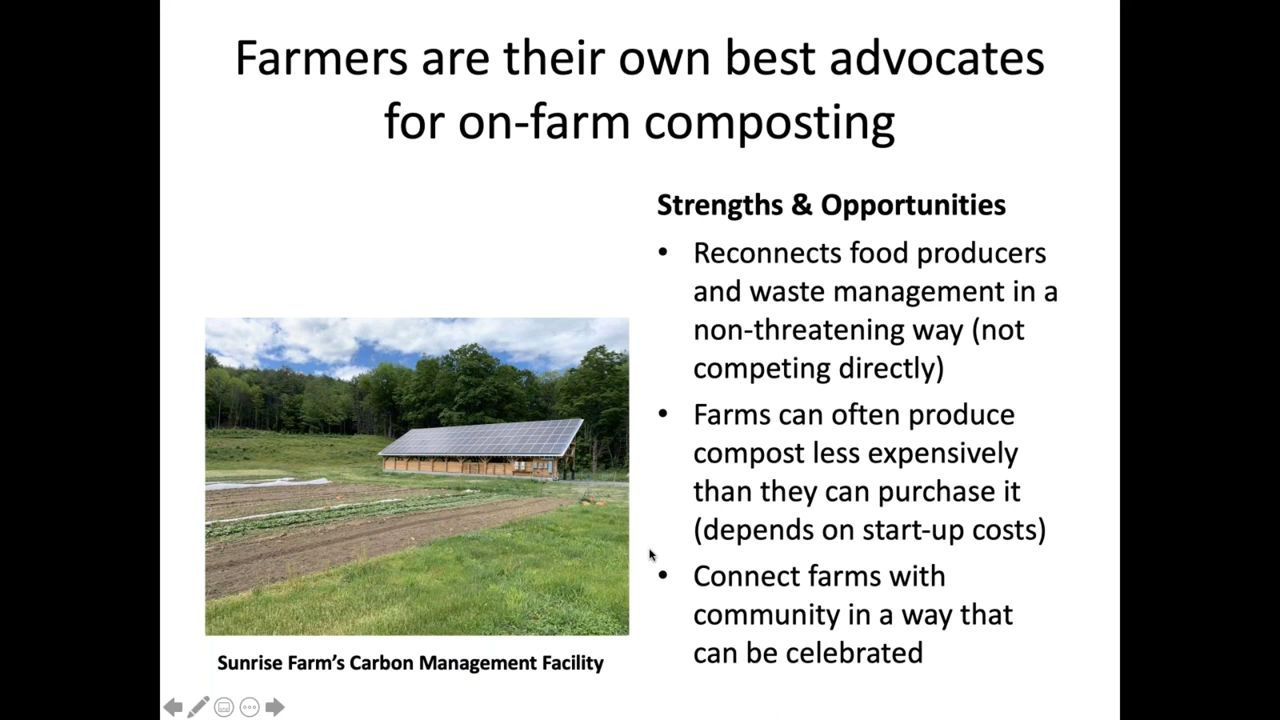 Farmers are their own best advocates
for on-farm composting
Strengths & Opportunities
• Reconnects food producers
and waste management in a
non-threatening way (not
competing directly)
• Farms can often produce
compost less expensively
than they can purchase it
(depends on start-up costs)
• Connect farms with
community in a way that
can be celebrated
Sunrise Farm's Carbon Management Facility